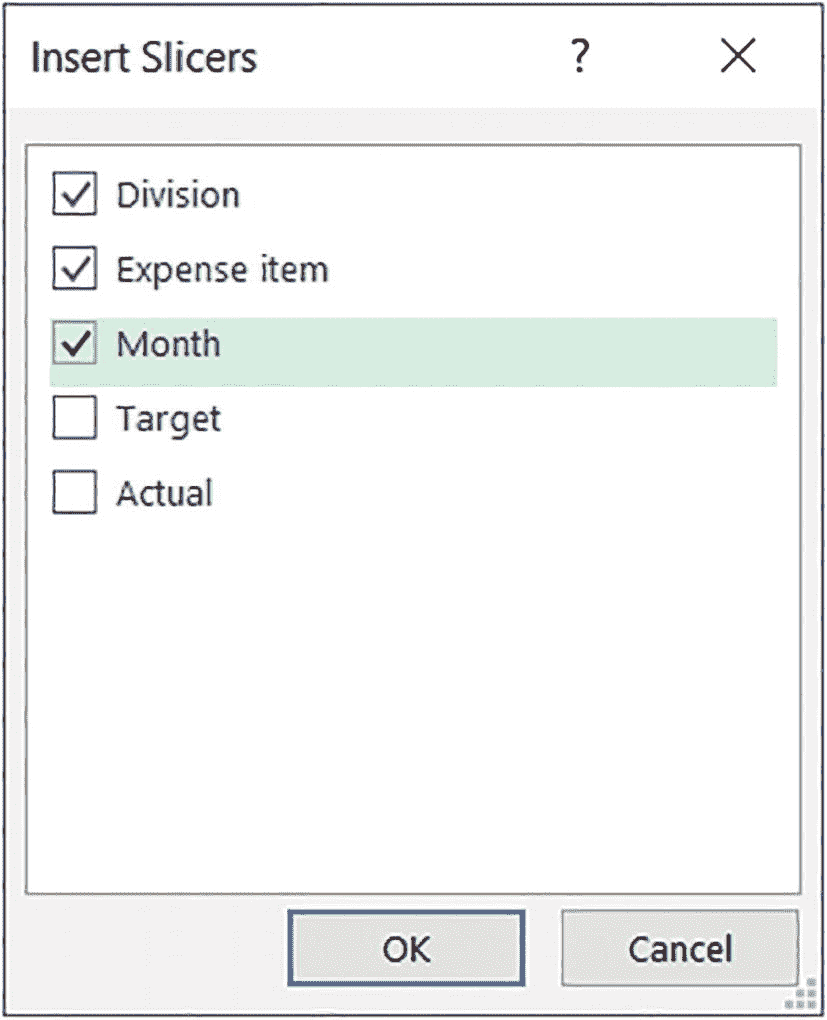 Insert Slicers ?
Division
Expense item
Month
Target
Actual
OK Cancel